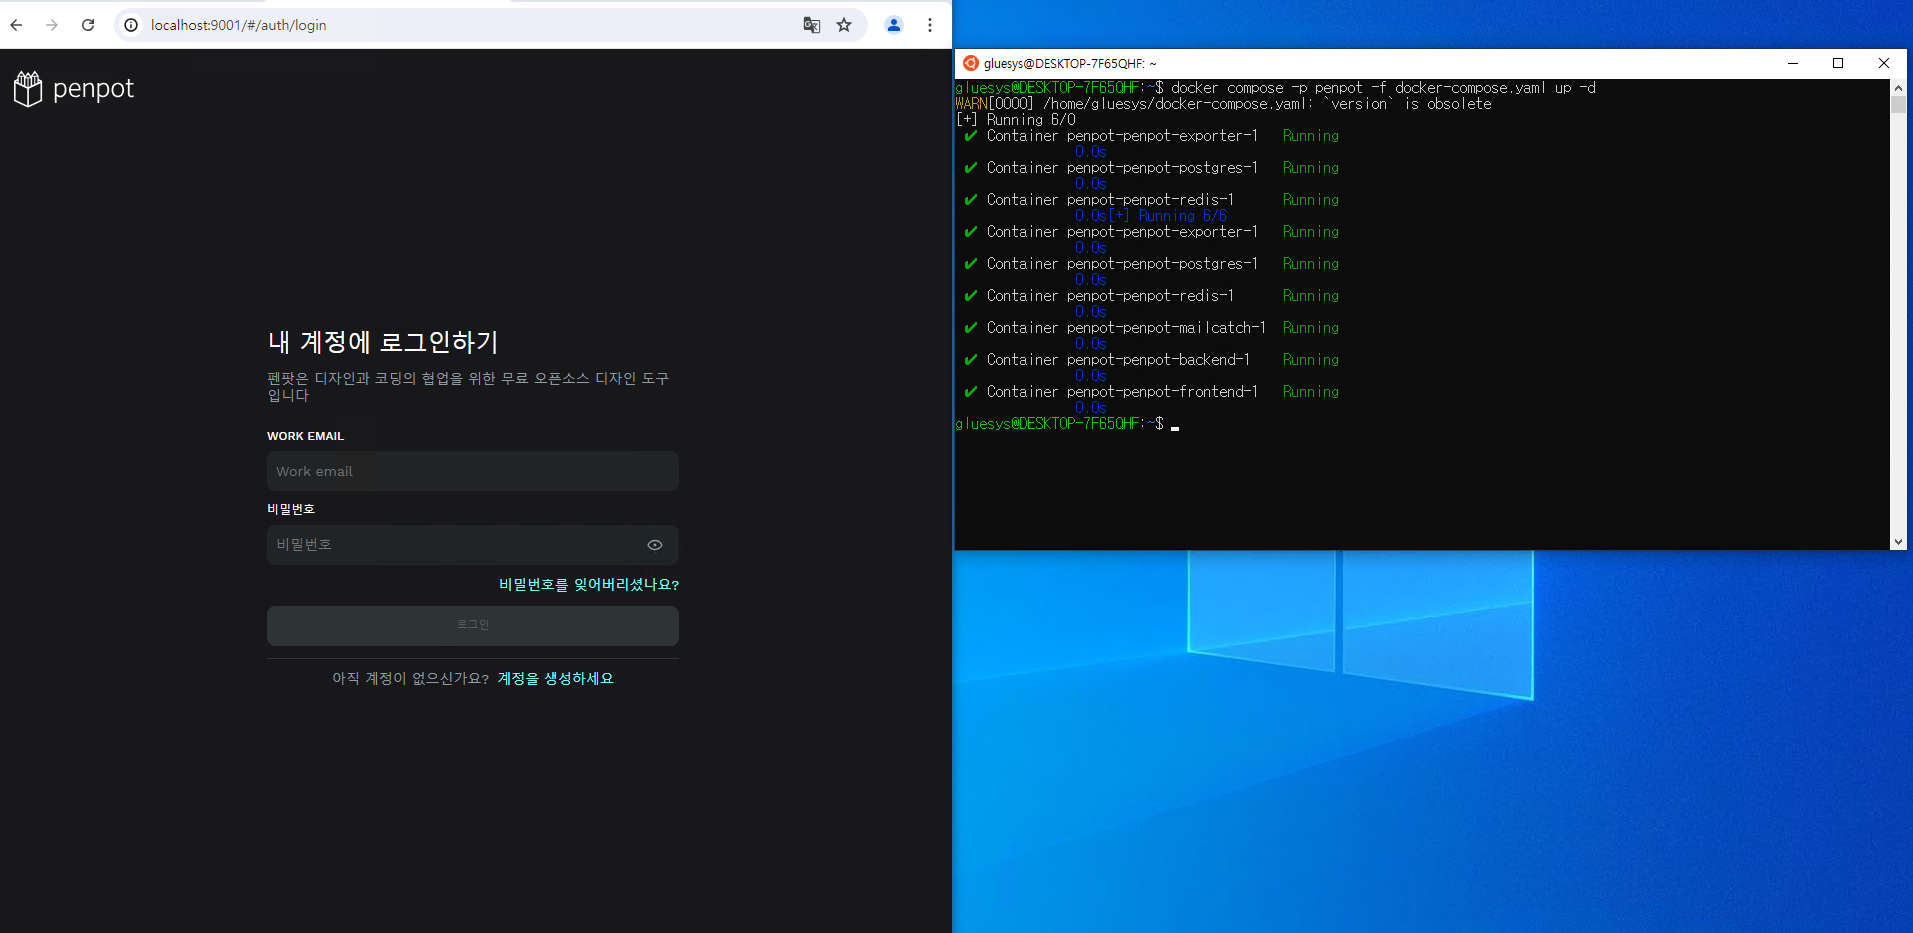 localhost:9001/#/auth/login
penpot
내 계정에 로그인하기
펜팟은 디자인과 코딩의 협업을 위한 무료 오픈소스 디자인 도구
입니다
WORK EMAIL
Work email
비밀번호
비밀번호
비밀번호를 잊어버리셨나요?
로그인
아직 계정이 없으신가요? 계정을 생성하세요
gluesys@DESKTOP-7F65QHF: ~
gluesys@DESKTOP-7F65QHF:~$ docker compose -p penpot -f docker-compose.yaml up -d
WARN[0000] /home/gluesys/docker-compose.yaml: `version` is obsolete
[+] Running 6/0
✔ Container penpot-penpot-exporter-1 Running
0.0s
✔ Container penpot-penpot-postgres-1 Running
0.0s
✔ Container penpot-penpot-redis-1 Running
0.0s[+] Running 6/6
✔ Container penpot-penpot-exporter-1 Running
0.0s
✔ Container penpot-penpot-postgres-1 Running
0.0s
✔ Container penpot-penpot-redis-1 Running
0.0s
✔ Container penpot-penpot-mailcatch-1 Running
0.0s
✔ Container penpot-penpot-backend-1 Running
0.0s
✔ Container penpot-penpot-frontend-1 Running
0.0s
gluesys@DESKTOP-7F65QHF:~$